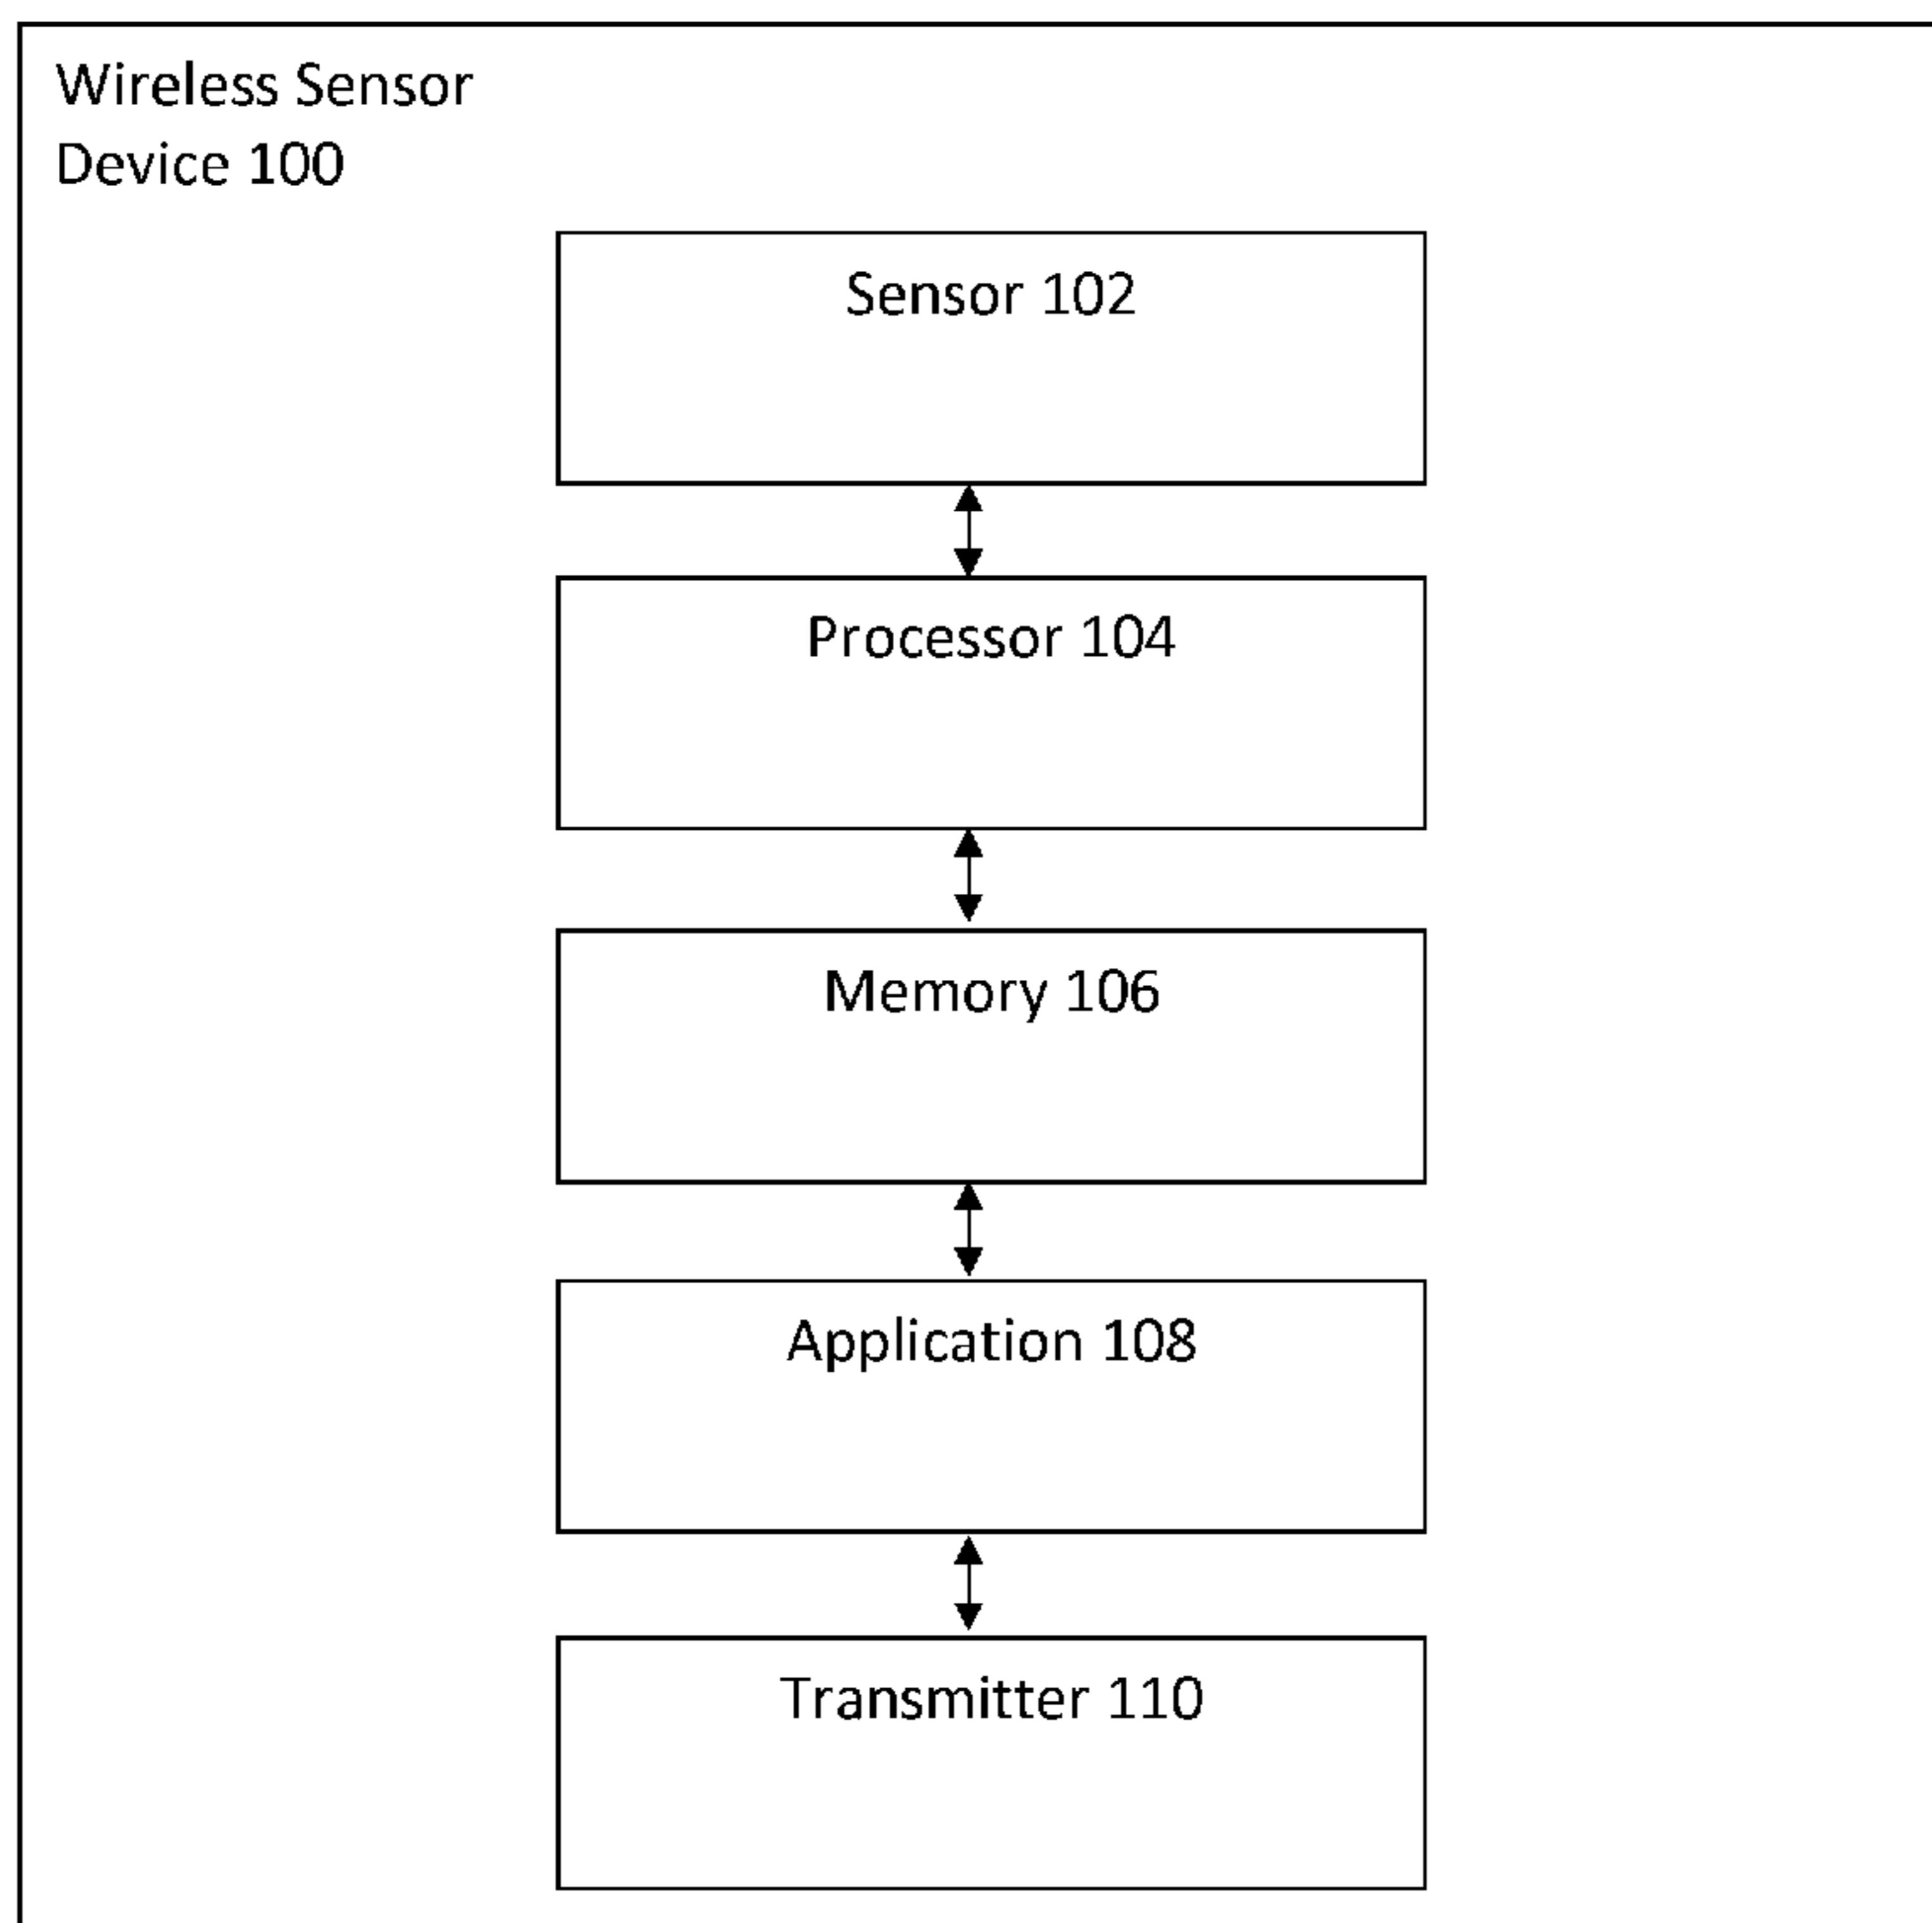 Wireless Sensor
Device 100
Sensor 102
Processor 104
Memory 106
Application 108
Transmitter 110